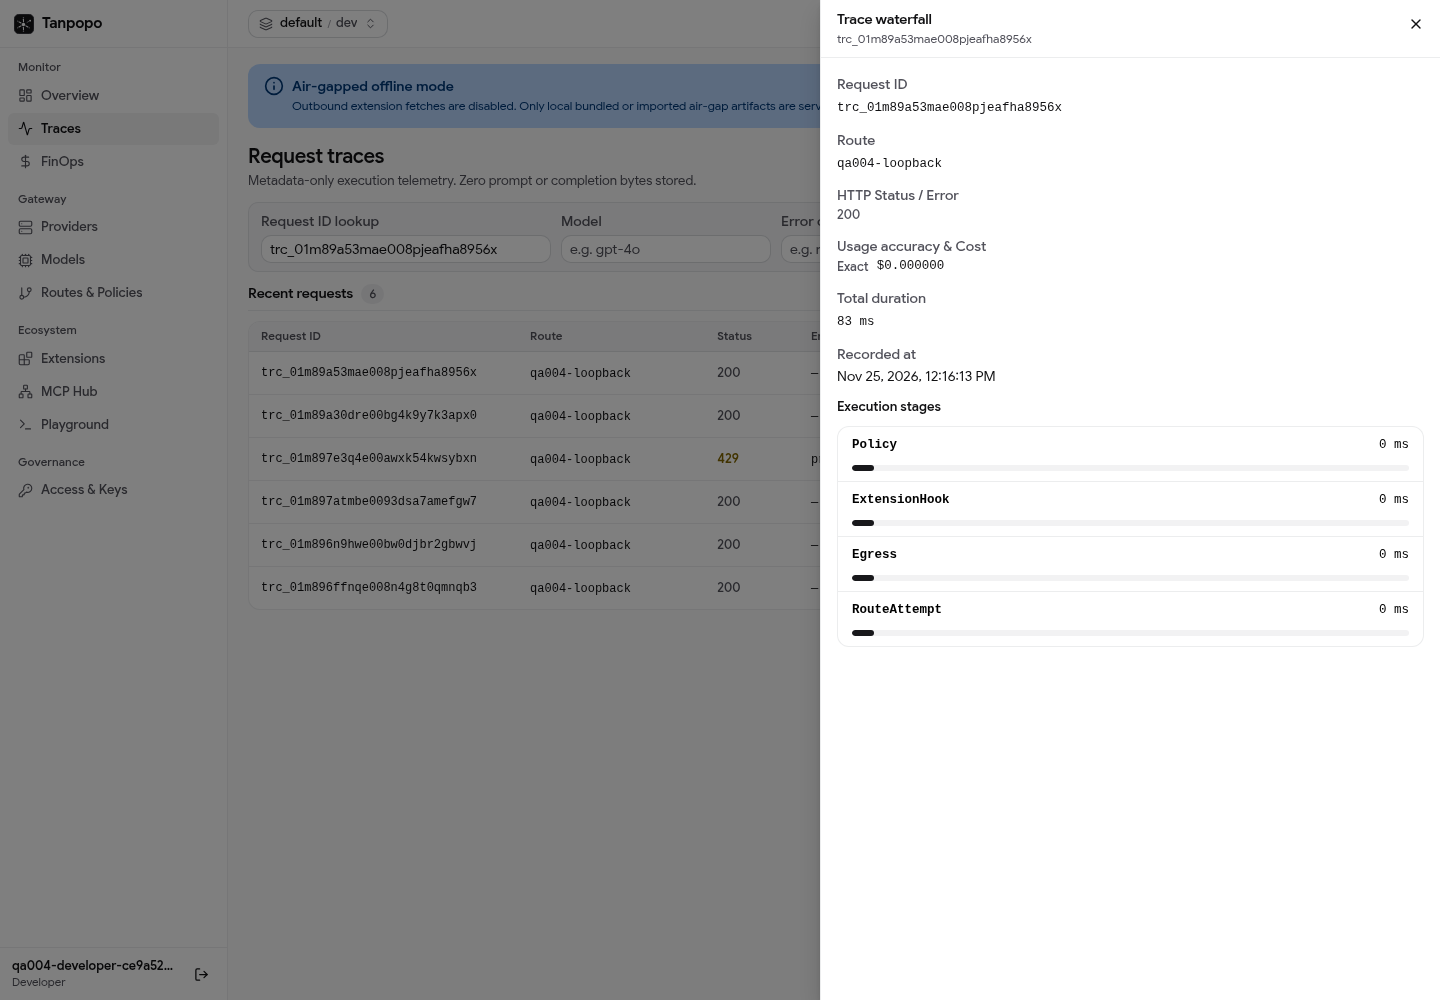 Tanpopo
Monitor
Overview
Traces
FinOps
Gateway
Providers
Models
Routes & Policies
Ecosystem
Extensions
MCP Hub
Playground
Governance
Access & Keys
qa004-developer-ce9a52...
Developer
default / dev
Air-gapped offline mode
Outbound extension fetches are disabled. Only local bundled or imported air-gap artifacts are serv
Request traces
Metadata-only execution telemetry. Zero prompt or completion bytes stored.
Request ID lookup Model Error
trc_01m89a53mae008pjeafha8956x e.g. gpt-4o e.g.
Recent requests 6
Request ID Route Status
trc_01m89a53mae008pjeafha8956x qa004-loopback 200 —
trc_01m89a30dre00bg4k9y7k3apx0 qa004-loopback 200 —
trc_01m897e3q4e00awxk54kwsybxn qa004-loopback 429
trc_01m897atmbe0093dsa7amefgw7 qa004-loopback 200 —
trc_01m896n9hwe00bw0djbr2gbwvj qa004-loopback 200 —
trc_01m896ffnqe008n4g8t0qmnqb3 qa004-loopback 200 —
Trace waterfall
trc_01m89a53mae008pjeafha8956x
Request ID
trc_01m89a53mae008pjeafha8956x
Route
qa004-loopback
HTTP Status / Error
200
Usage accuracy & Cost
Exact $0.000000
Total duration
83 ms
Recorded at
Nov 25, 2026, 12:16:13 PM
Execution stages
Policy 0 ms
ExtensionHook 0 ms
Egress 0 ms
RouteAttempt 0 ms